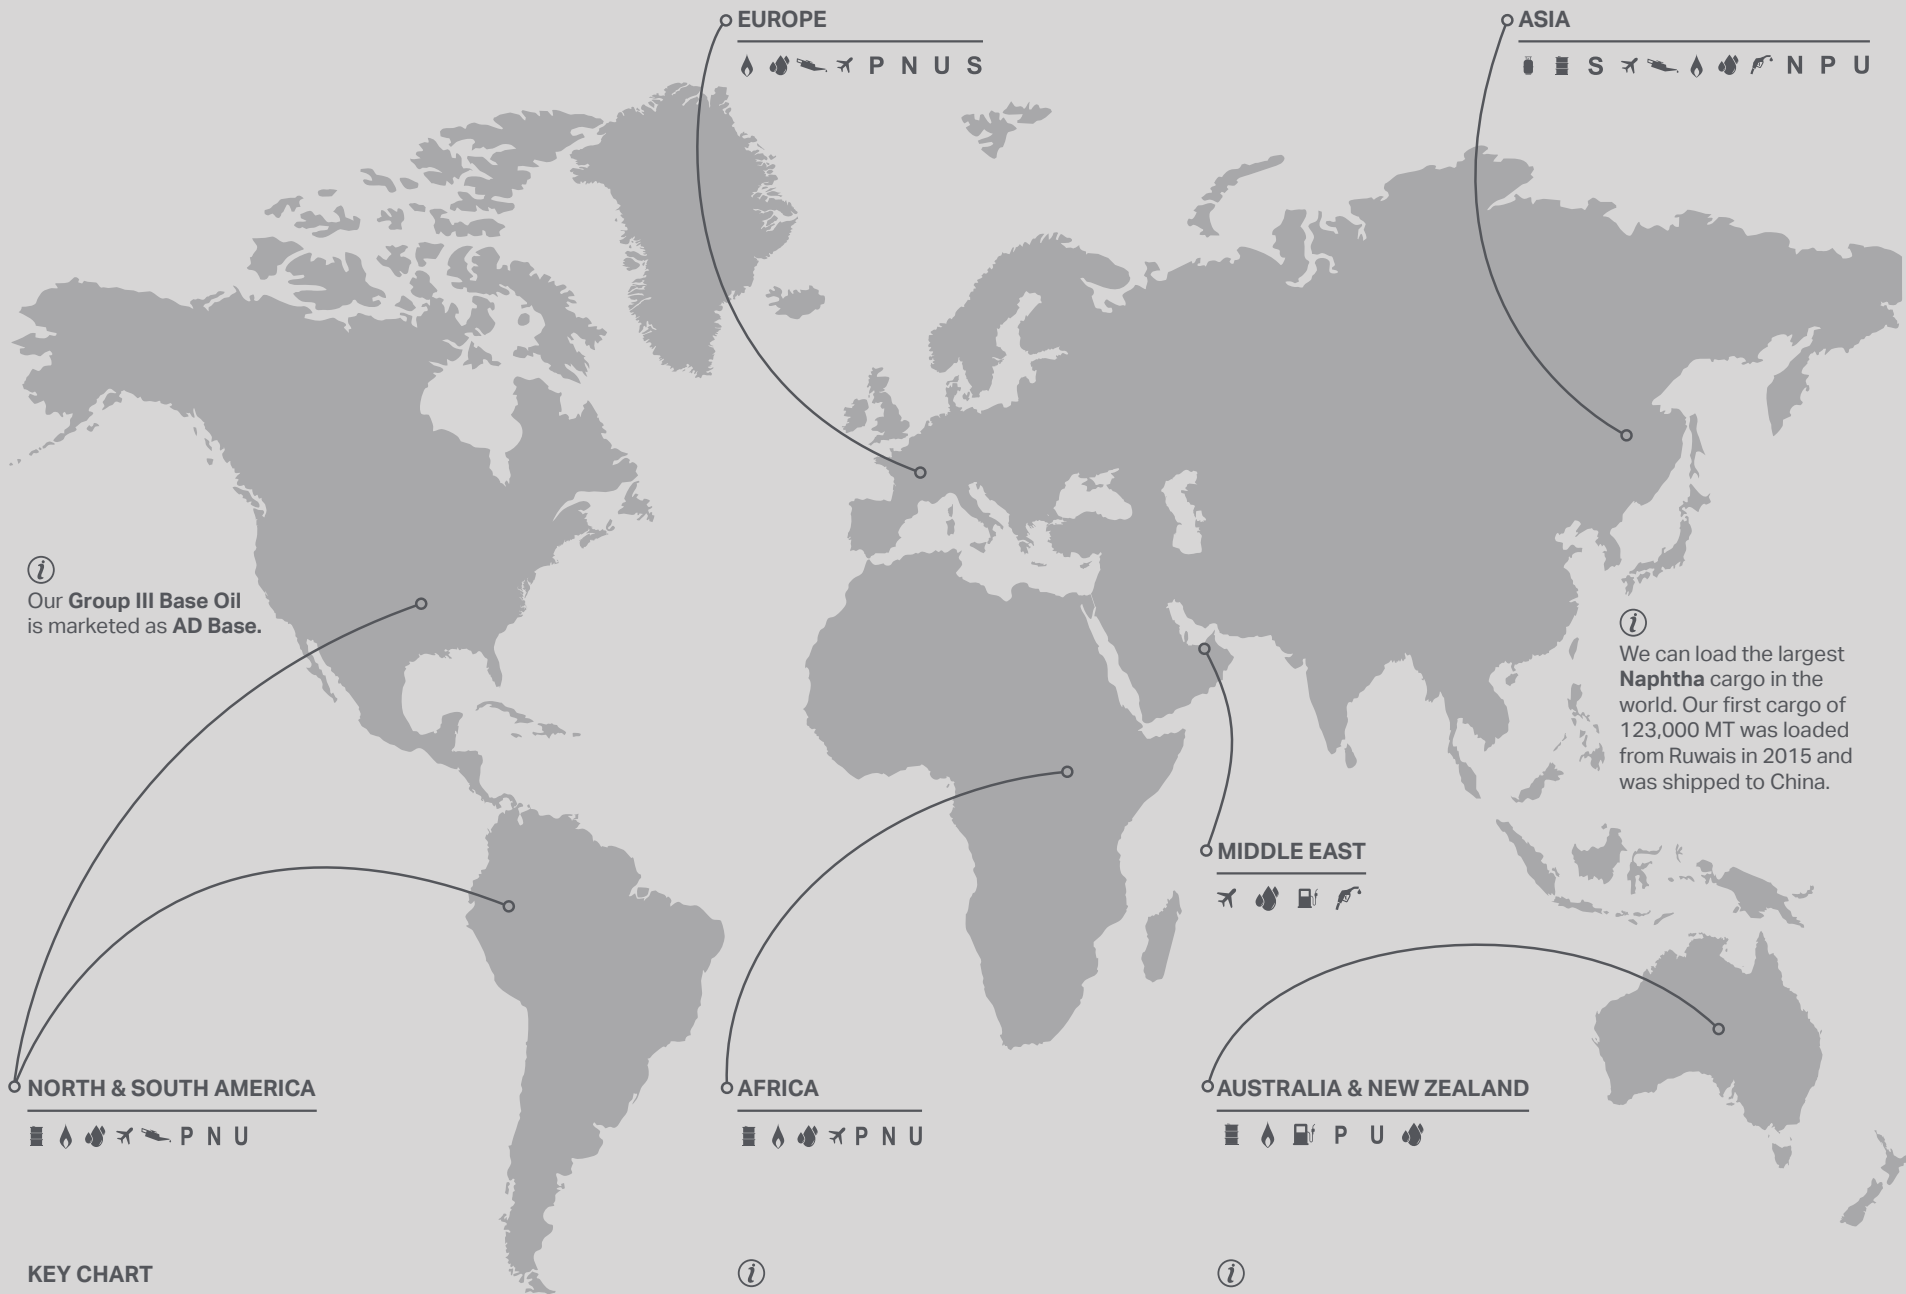 EUROPE
P N U S
ASIA
S N P U
i
Our Group III Base Oil
is marketed as AD Base.
i
We can load the largest
Naphtha cargo in the
world. Our first cargo of
123,000 MT was loaded
from Ruwais in 2015 and
was shipped to China.
MIDDLE EAST
NORTH & SOUTH AMERICA
P N U
AFRICA
P N U
AUSTRALIA & NEW ZEALAND
P U
KEY CHART
i
i